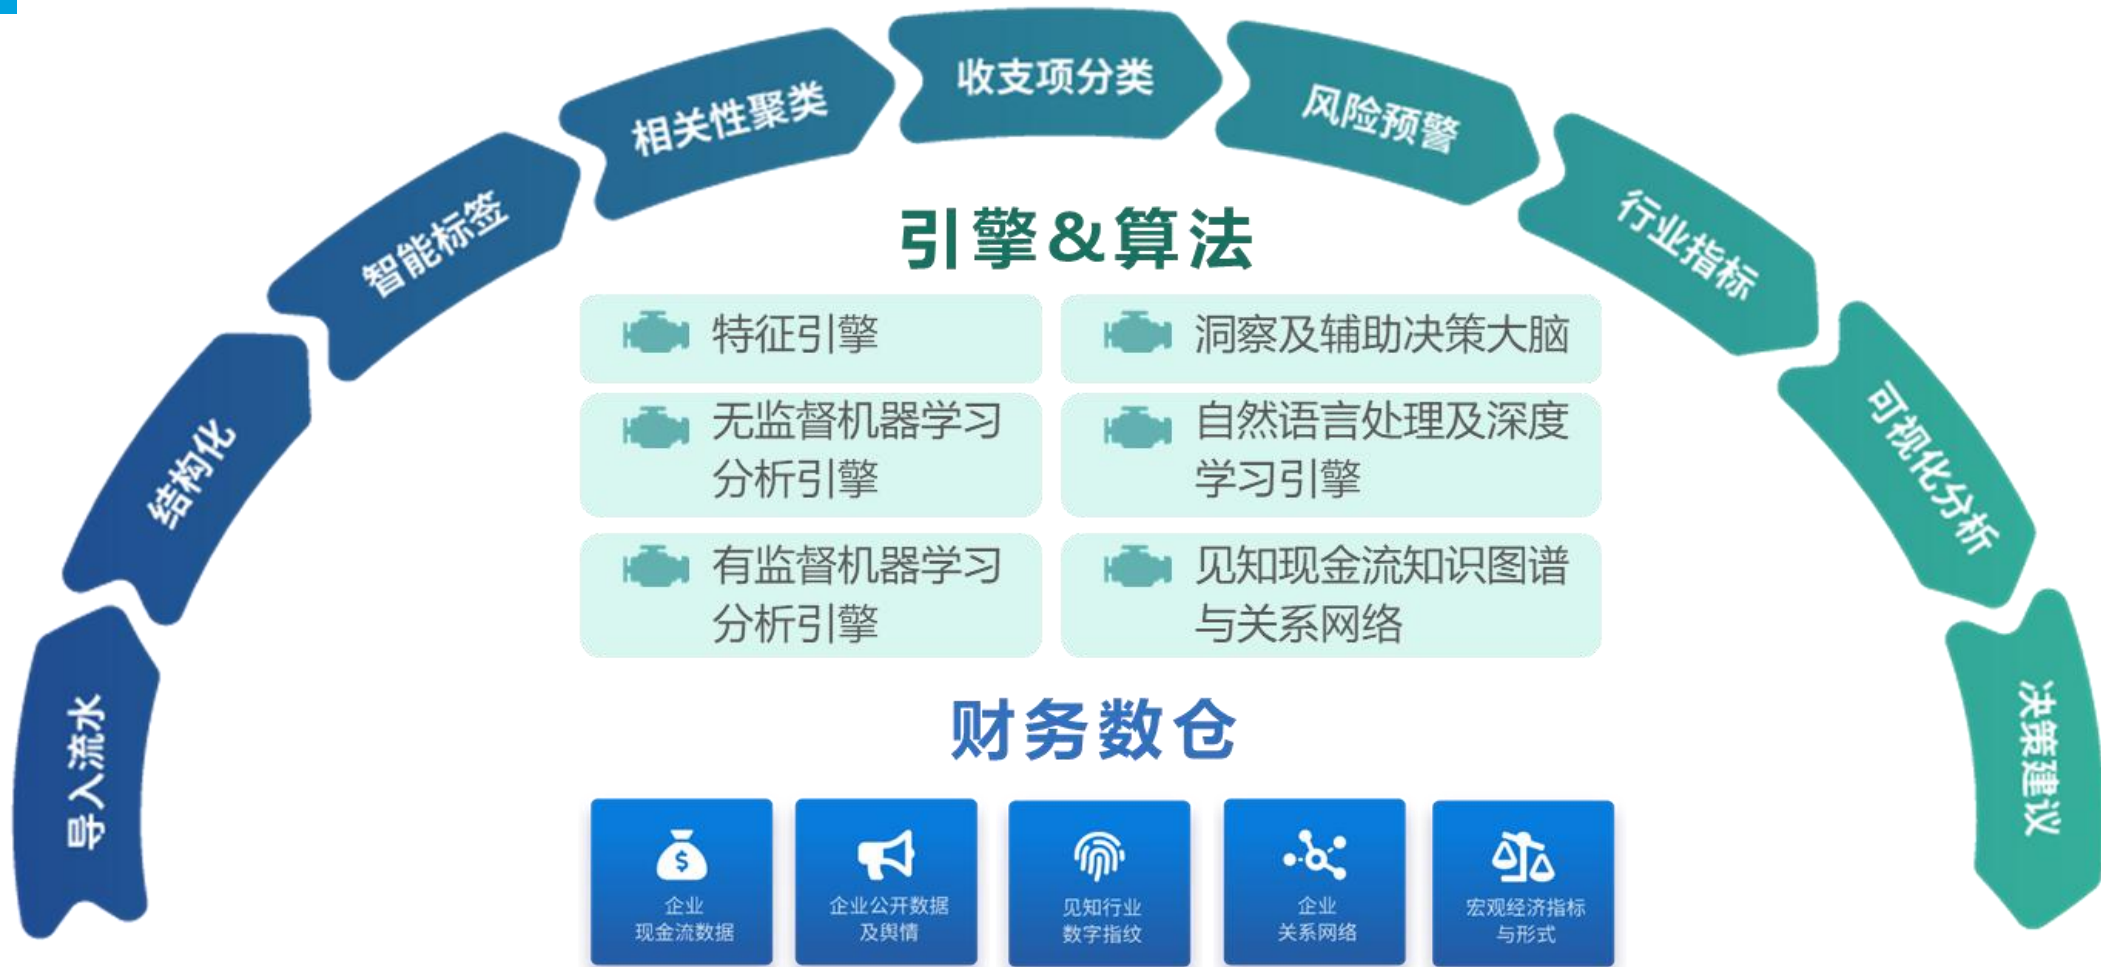 导入流水
结构化
智能标签
相关性聚类
收支项分类
风险预警
行业指标
可视化分析
决策建议
引擎&算法
特征引擎
洞察及辅助决策大脑
无监督机器学习
分析引擎
自然语言处理及深度
学习引擎
有监督机器学习
分析引擎
见知现金流知识图谱
与关系网络
财务数仓
企业
现金流数据
企业公开数据
及舆情
见知行业
数字指纹
企业
关系网络
宏观经济指标
与形式